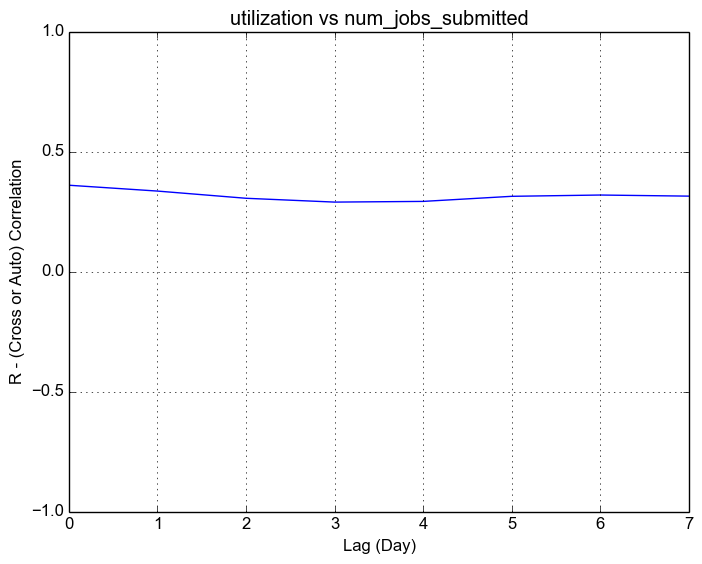 utilization vs num_jobs_submitted
1.0
0.5
0.0
−0.5
−1.0
R - (Cross or Auto) Correlation
0 1 2 3 4 5 6 7
Lag (Day)